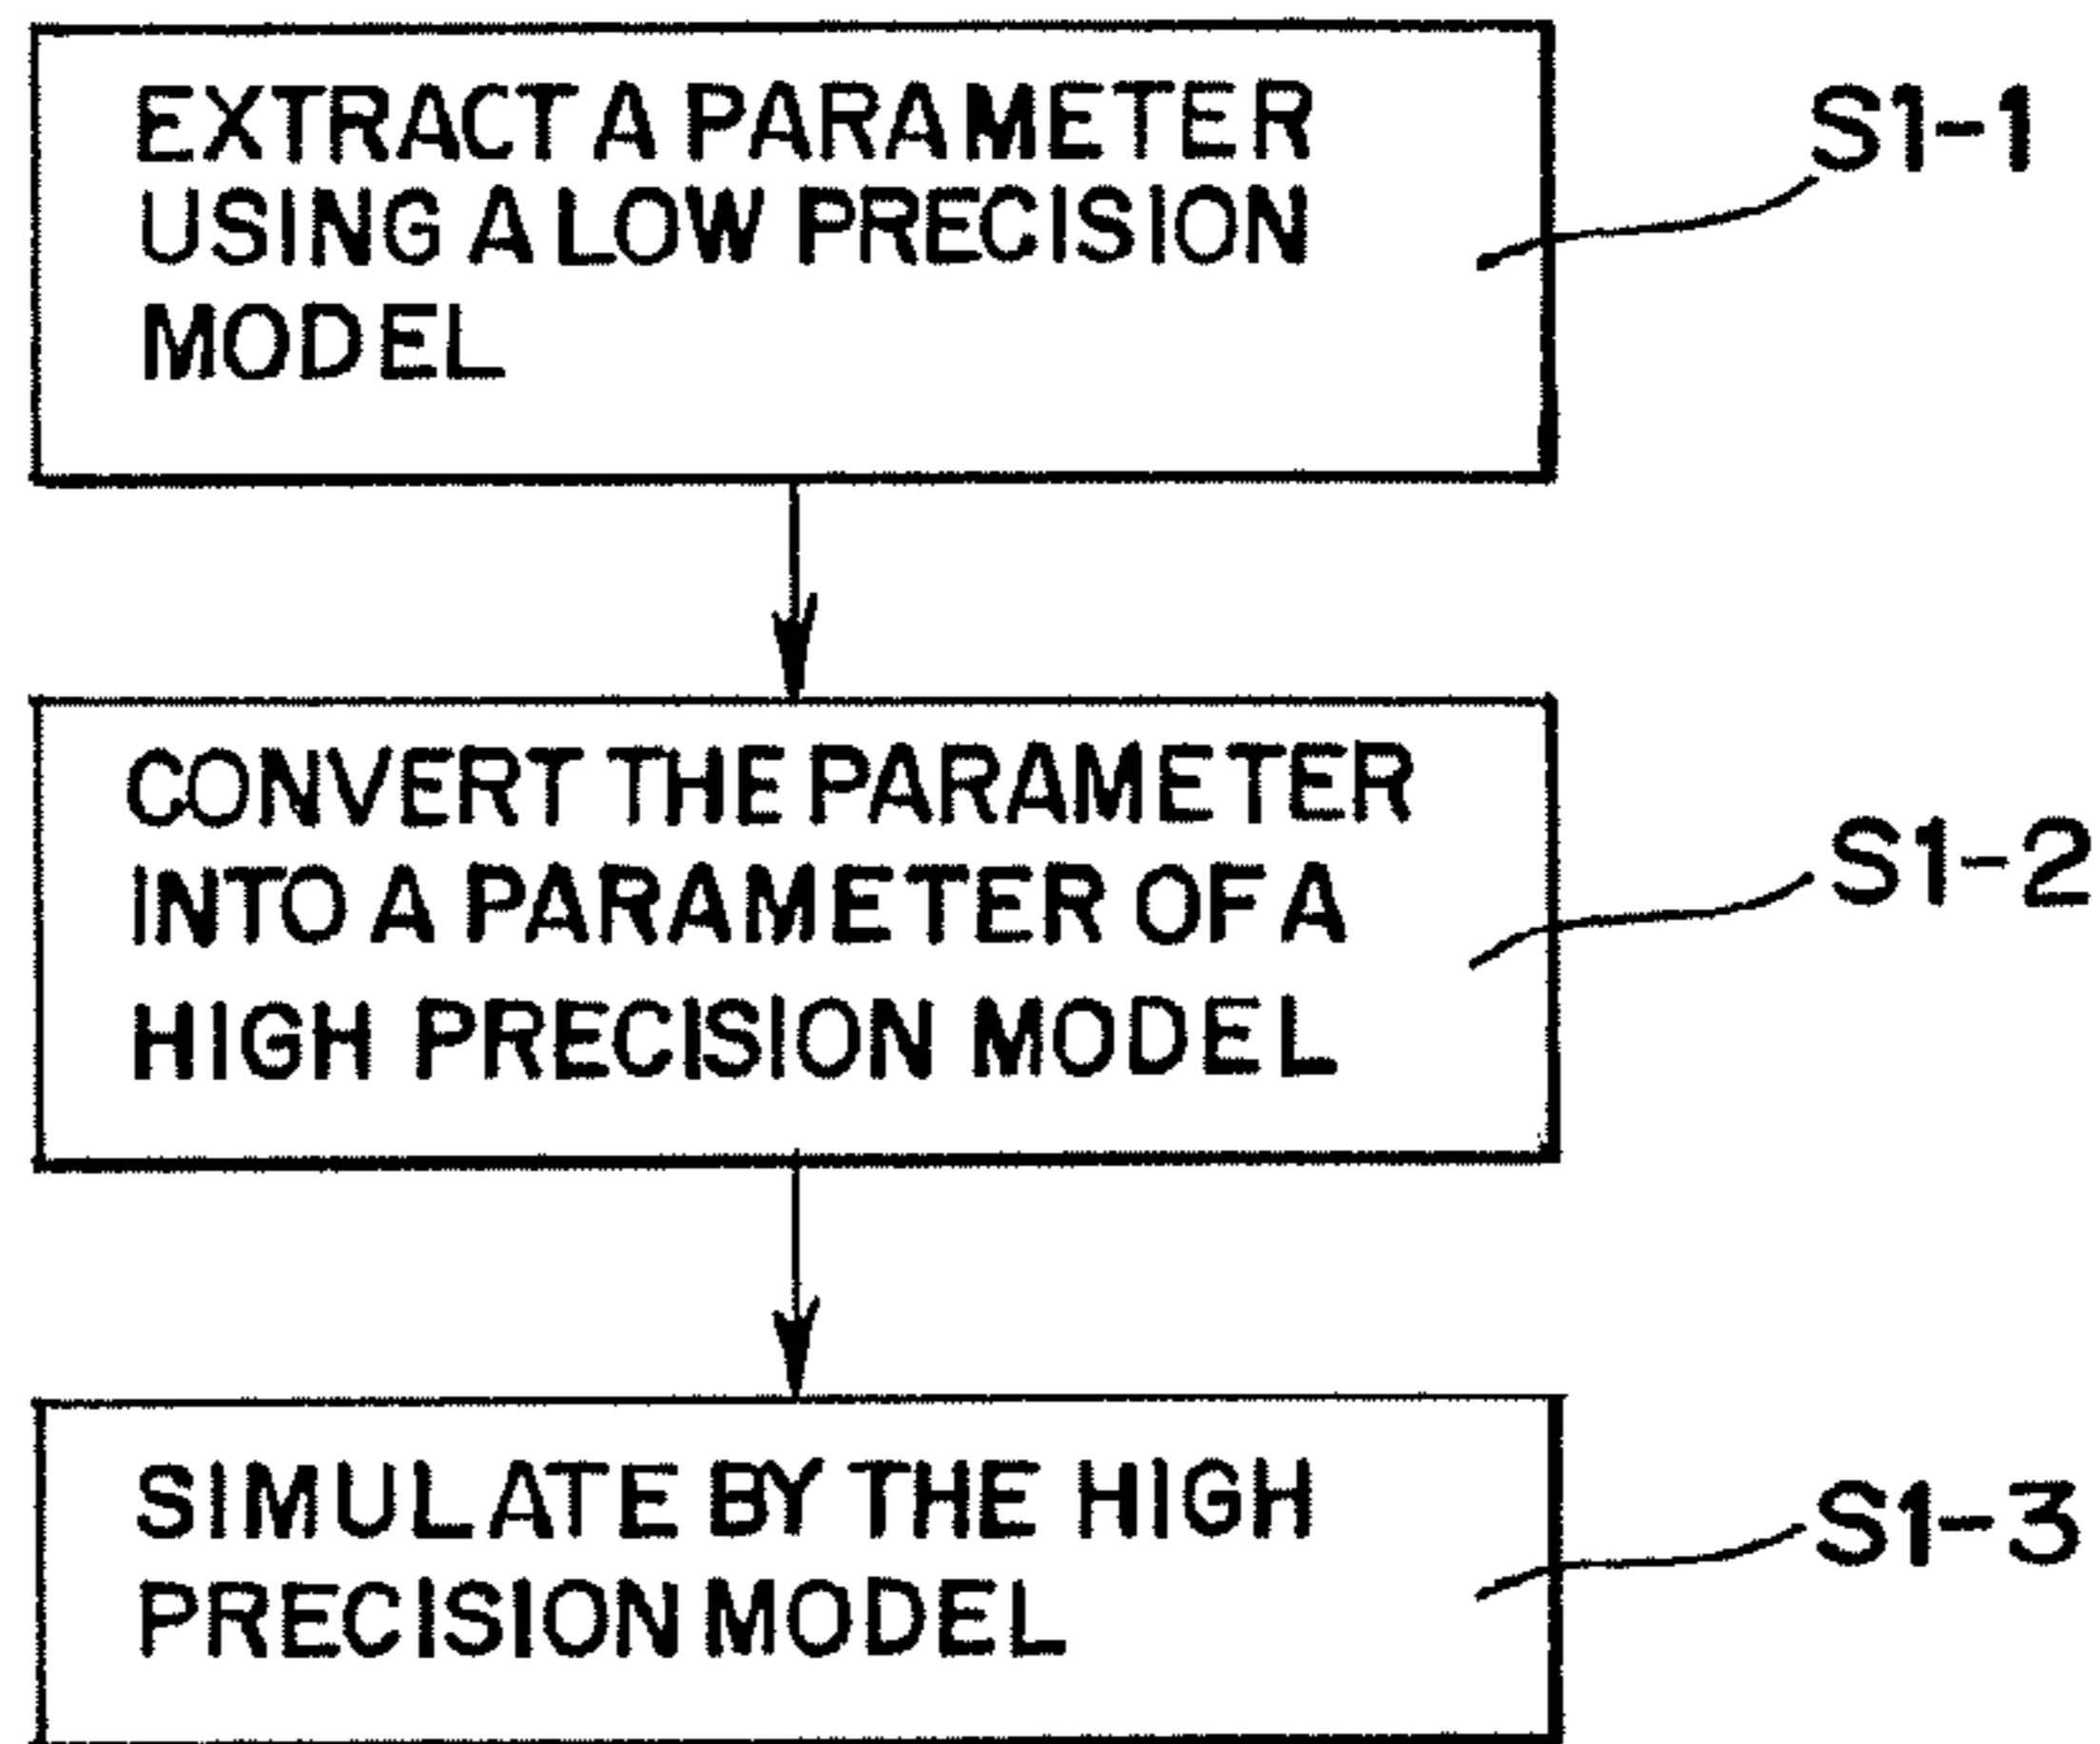 EXTRACT A PARAMETER
USING A LOW PRECISION
MODEL
S1-1
CONVERT THE PARAMETER
INTO A PARAMETER OF A
HIGH PRECISION MODEL
S1-2
SIMULATE BY THE HIGH
PRECISION MODEL
S1-3